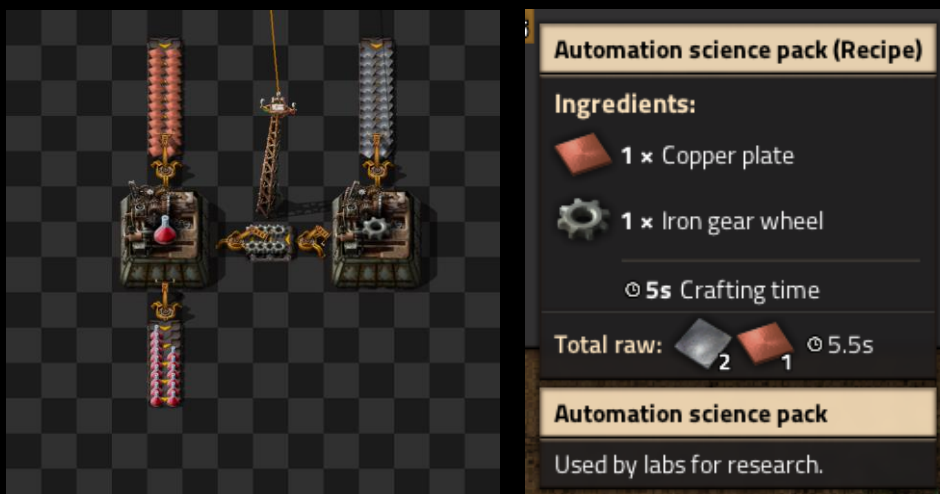 Automation science pack (Recipe)
Ingredients:
1 × Copper plate
1 × Iron gear wheel
5s Crafting time
Total raw: 2 1 5.5s
Automation science pack
Used by labs for research.